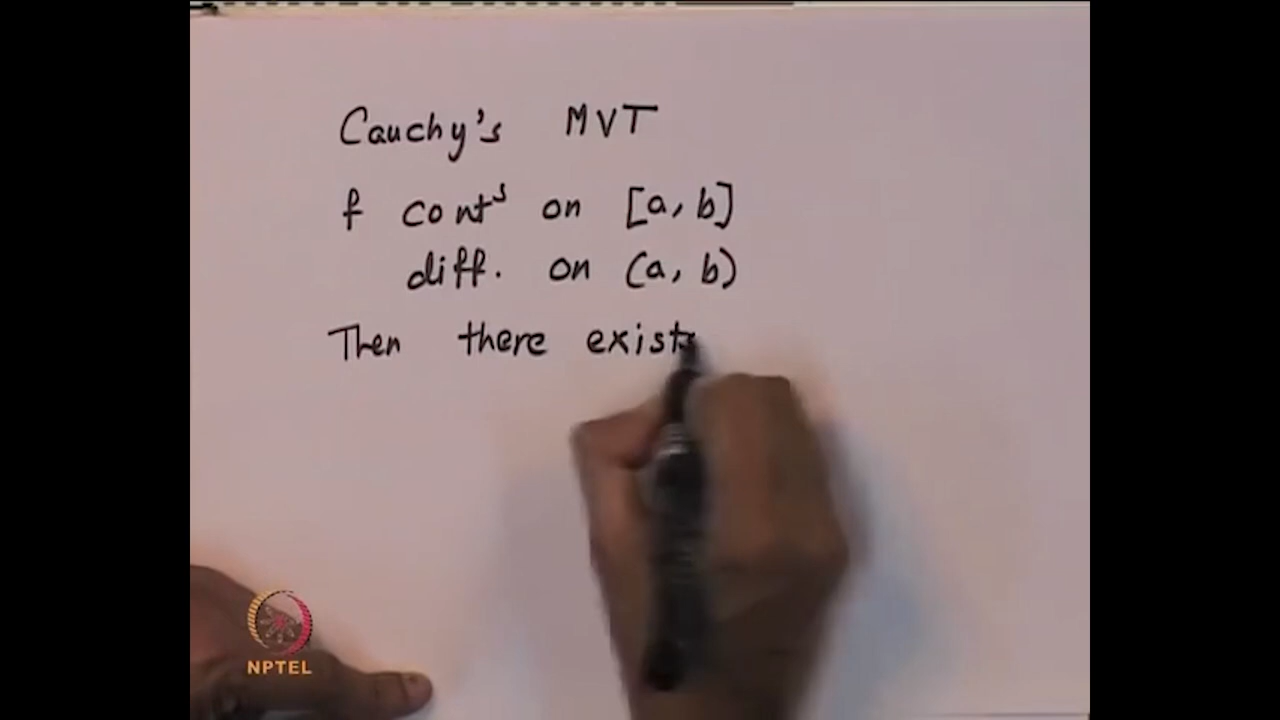 Cauchy's MVT
f cont^s on [a, b]
diff. on (a, b)
Then there exists
NPTEL